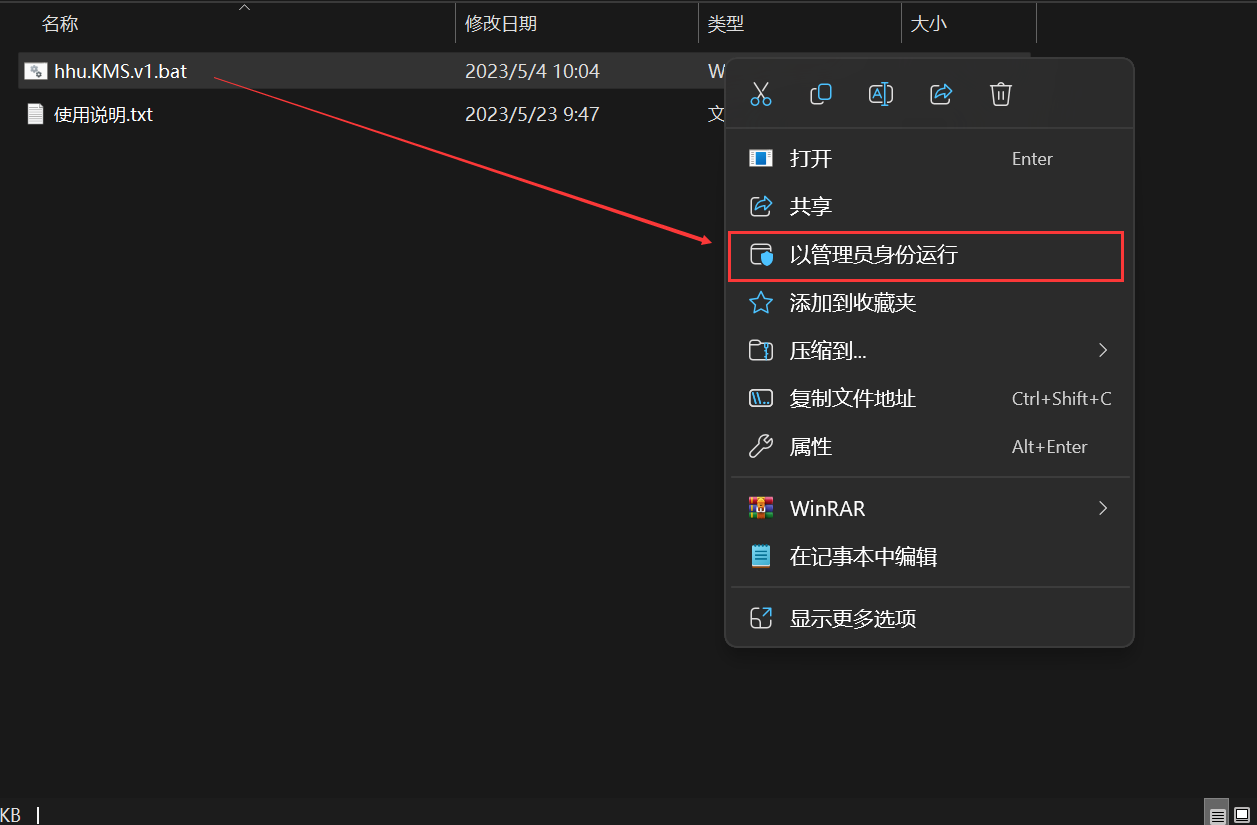 名称 修改日期 类型 大小
hhu.KMS.v1.bat 2023/5/4 10:04 W
使用说明.txt 2023/5/23 9:47 文
打开 Enter
共享
以管理员身份运行
添加到收藏夹
压缩到...
复制文件地址 Ctrl+Shift+C
属性 Alt+Enter
WinRAR
在记事本中编辑
显示更多选项
KB